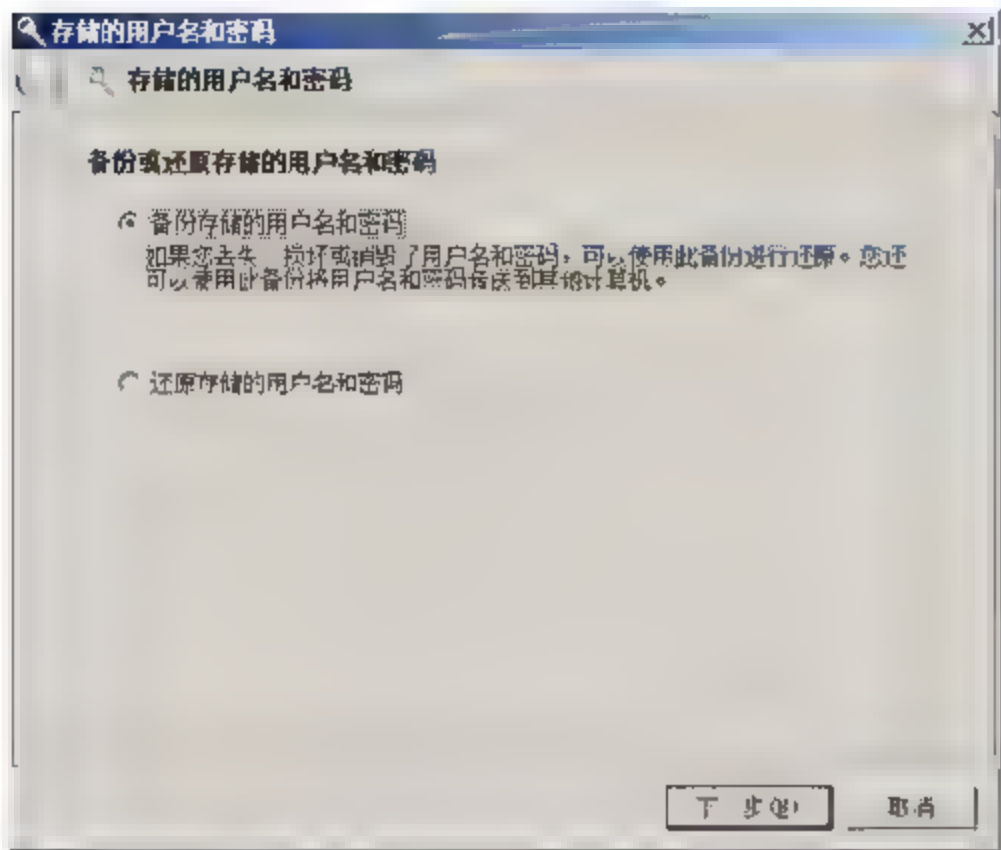 存储的用户名和密码
存储的用户名和密码
备份或还原存储的用户名和密码
备份存储的用户名和密码
如果您丢失、损坏或销毁了用户名和密码，可以使用此备份进行还原。您还
可以使用此备份将用户名和密码传送到其他计算机。
还原存储的用户名和密码
下一步(N) 取消